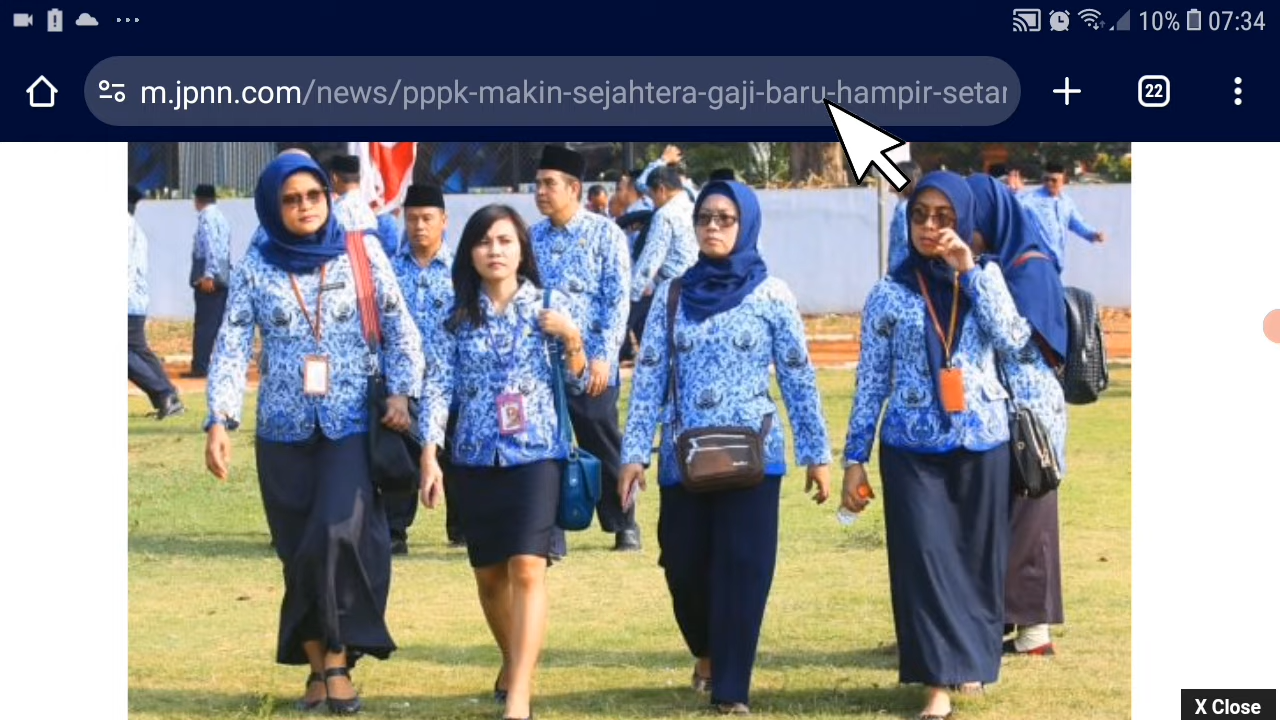 10% 07:34
m.jpnn.com/news/pppk-makin-sejahtera-gaji-baru-hampir-setar
22
X Close